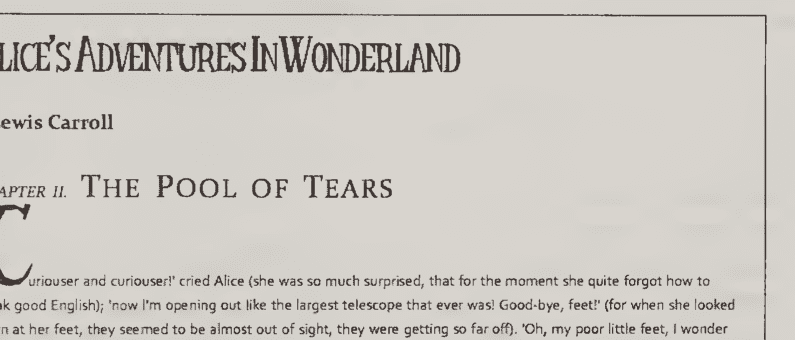 LICE'S ADVENTURES IN WONDERLAND
ewis Carroll
APTER II. THE POOL OF TEARS
Curiouser and curiouser!' cried Alice (she was so much surprised, that for the moment she quite forgot how to
k good English); 'now I'm opening out like the largest telescope that ever was! Good-bye, feet!' (for when she looked
n at her feet, they seemed to be almost out of sight, they were getting so far off). 'Oh, my poor little feet, I wonder